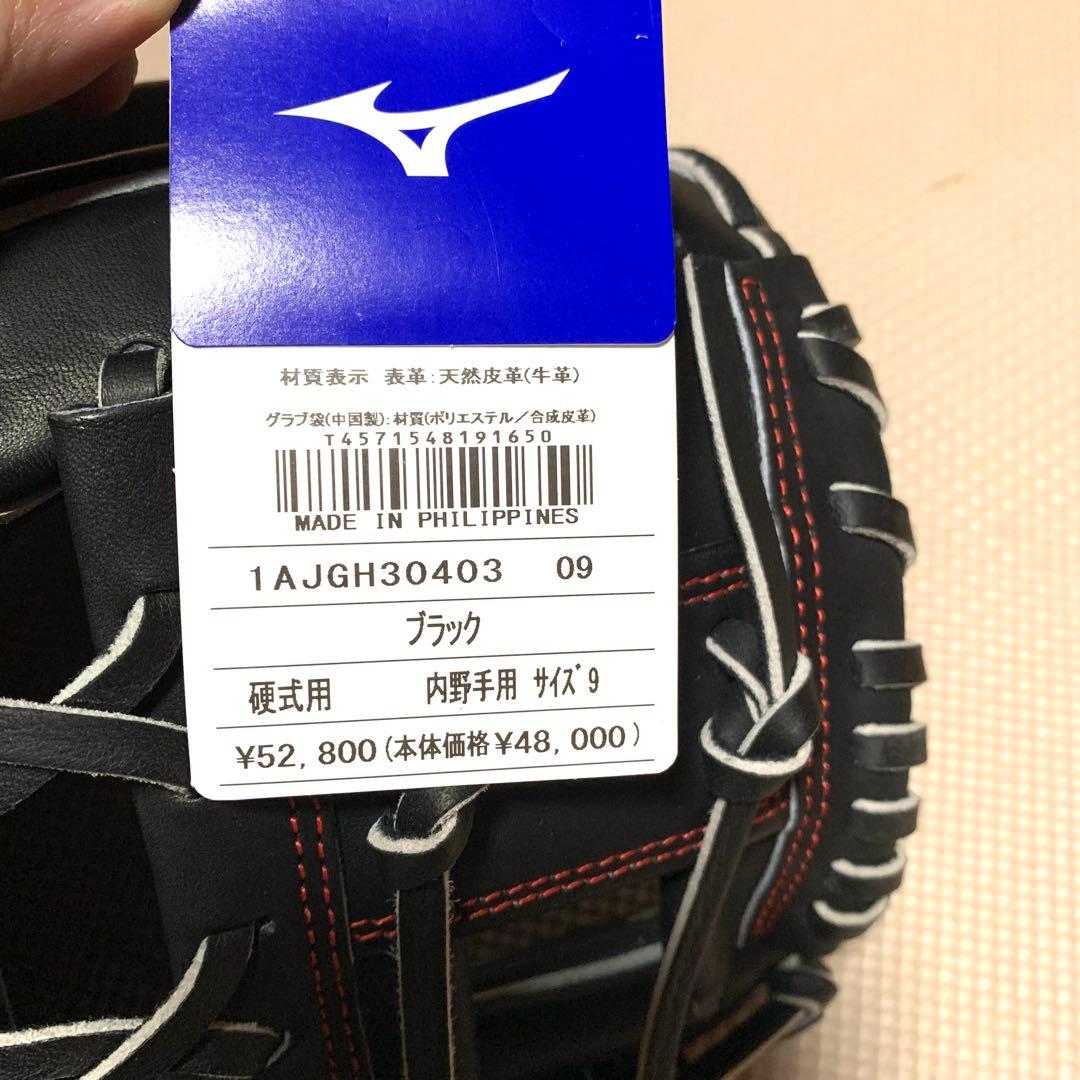 材質表示 表革:天然皮革(牛革)
グラブ袋(中国製):材質(ポリエステル/合成皮革)
T4571548191650
MADE IN PHILIPPINES
1AJGH30403 09
ブラック
硬式用 内野手用 サイズ9
¥52,800(本体価格¥48,000)